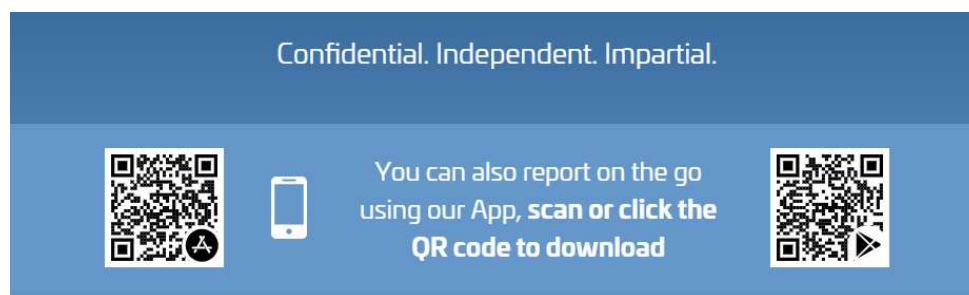 Confidential. Independent. Impartial.
You can also report on the go
using our App, scan or click the
QR code to download